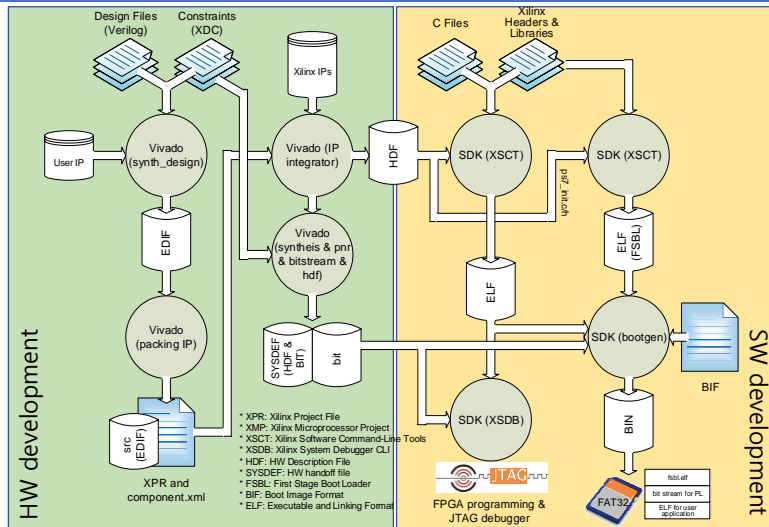 Design Files
(Verilog)
Constraints
(XDC)
Xilinx IPs
User IP
Vivado
(synth_design)
Vivado (IP
integrator)
HDF
EDIF
Vivado
(syntheis & pnr
& bitstream &
hdf)
Vivado
(packing IP)
SYSDEF
(HDF &
BIT)
bit
src
(EDIF)
XPR and
component.xml
HW development
* XPR: Xilinx Project File
* XMP: Xilinx Microprocessor Project
* XSCT: Xilinx Software Command-Line Tools
* XSDB: Xilinx System Debugger CLI
* HDF: HW Description File
* SYSDEF: HW handoff file
* FSBL: First Stage Boot Loader
* BIF: Boot Image Format
* ELF: Executable and Linking Format
C Files
Xilinx
Headers &
Libraries
SDK (XSCT)
SDK (XSCT)
ps7_init.c/h
ELF
ELF
(FSBL)
SDK (bootgen)
BIF
SDK (XSDB)
BIN
JTAG
FPGA programming &
JTAG debugger
FAT32
fsbl.elf
bit stream for PL
ELF for user
application
SW development